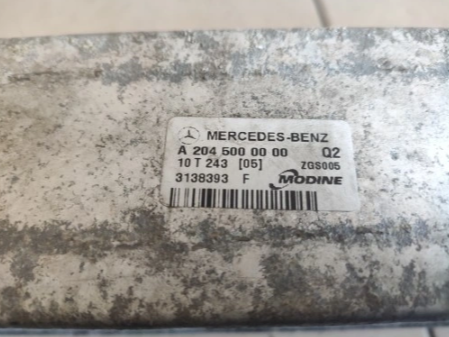 MERCEDES-BENZ
A 204 500 00 00 Q2
10 T 243 [05] ZGS005
3138393 F MODINE